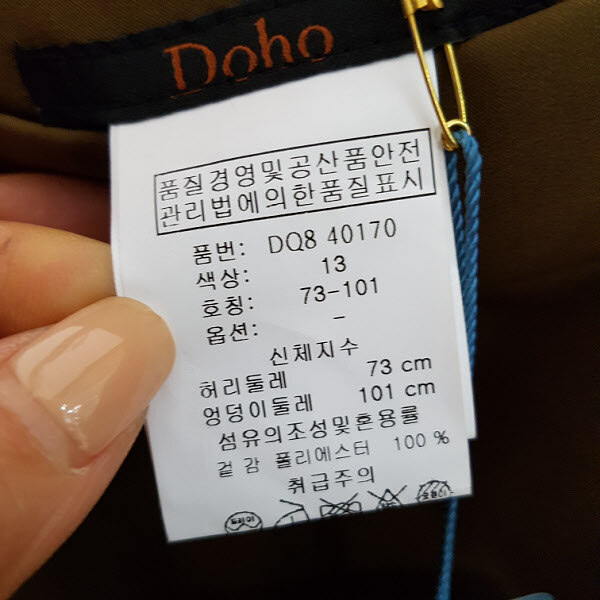 Doho
품질경영및공산품안전
관리법에의한품질표시
품번: DQ8 40170
색상: 13
호칭: 73-101
옵션: -
신체지수
허리둘레 73 cm
엉덩이둘레 101 cm
섬유의조성및혼용률
겉감 폴리에스터 100 %
취급주의
드라이